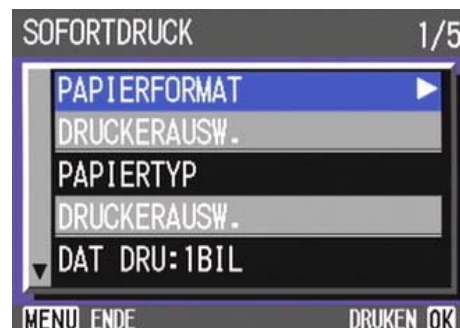 SOFORTDRUCK 1/5
PAPIERFORMAT
DRUCKERAUSW.
PAPIERTYP
DRUCKERAUSW.
DAT DRU:1BIL
MENU ENDE DRUKEN OK